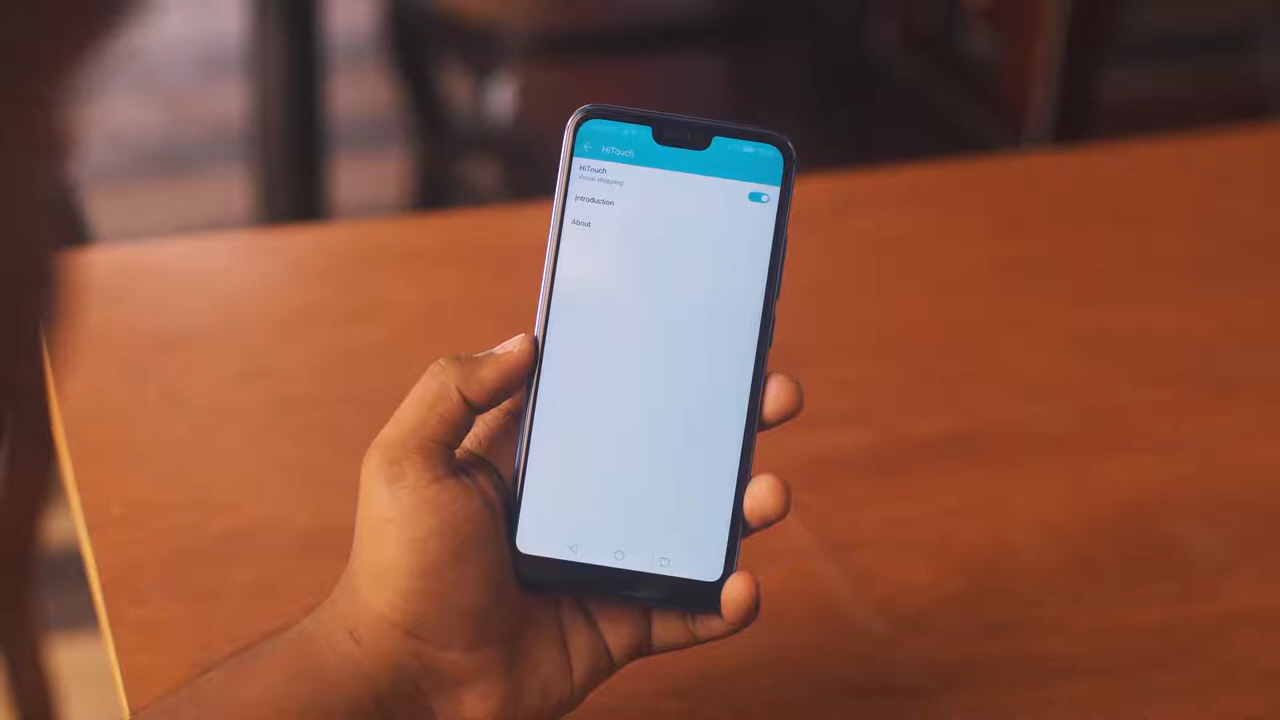 HiTouch
HiTouch
Visual shopping
Introduction
About